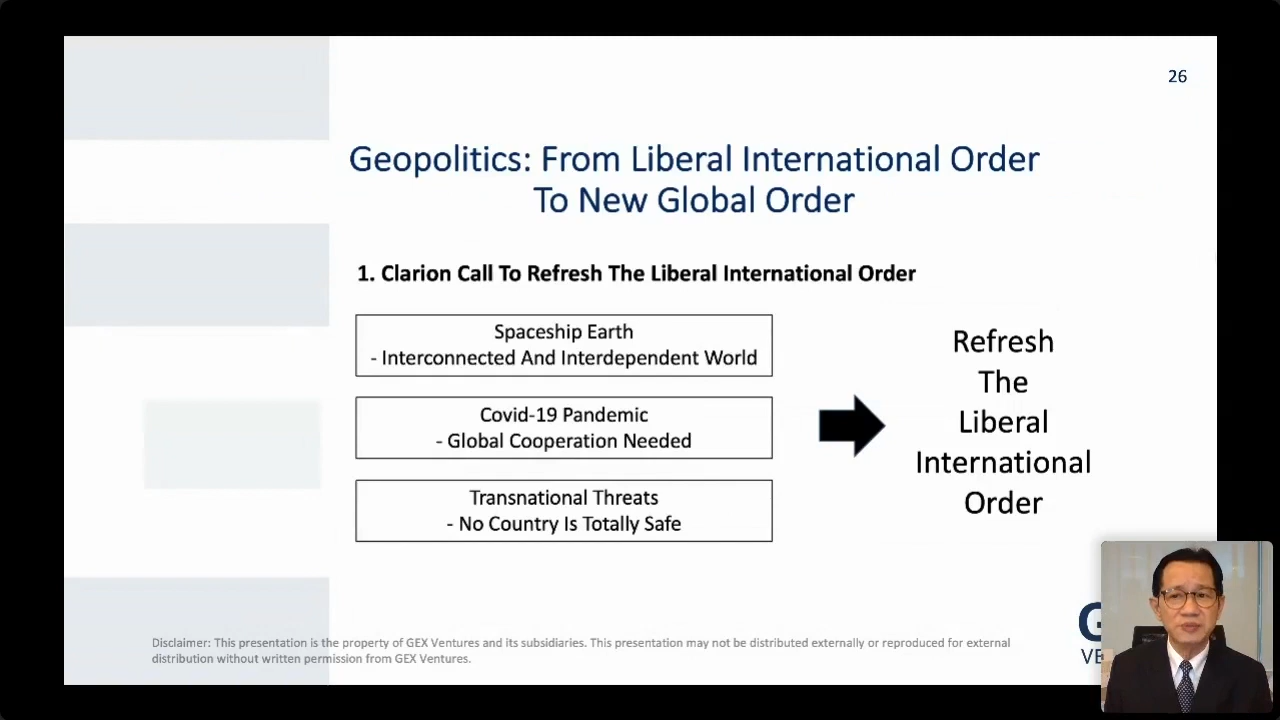 26
Geopolitics: From Liberal International Order
To New Global Order
1. Clarion Call To Refresh The Liberal International Order
Spaceship Earth
- Interconnected And Interdependent World
Covid-19 Pandemic
- Global Cooperation Needed
Transnational Threats
- No Country Is Totally Safe
Refresh
The
Liberal
International
Order
Disclaimer: This presentation is the property of GEX Ventures and its subsidiaries. This presentation may not be distributed externally or reproduced for external
distribution without written permission from GEX Ventures.